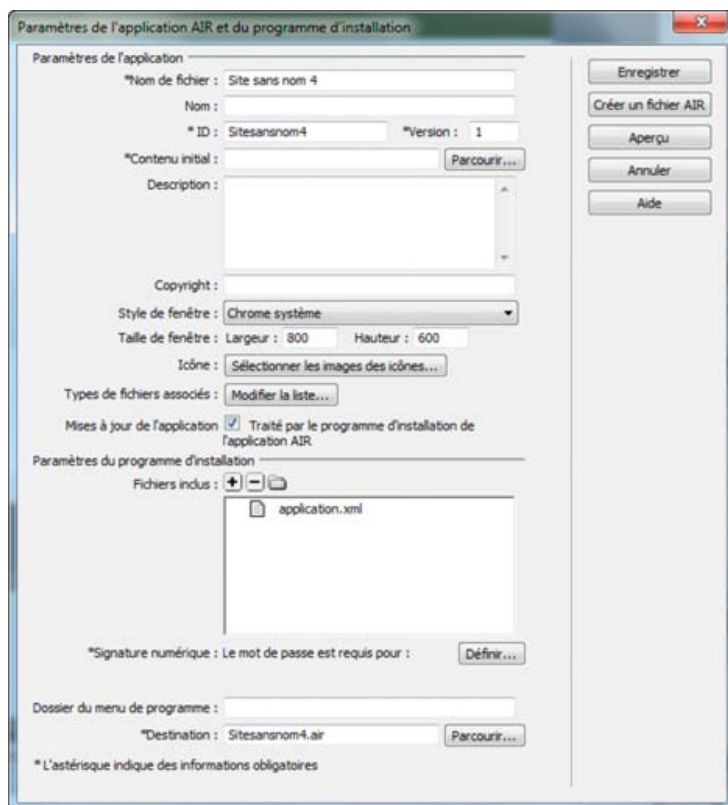 Paramètres de l'application AIR et du programme d'installation
Paramètres de l'application
*Nom de fichier : Site sans nom 4
Nom :
* ID : Sitesansnom4 *Version : 1
*Contenu initial : Parcourir...
Description :
Copyright :
Style de fenêtre : Chrome système
Taille de fenêtre : Largeur : 800 Hauteur : 600
Icône : Sélectionner les images des icônes...
Types de fichiers associés : Modifier la liste...
Mises à jour de l'application Traité par le programme d'installation de
l'application AIR
Paramètres du programme d'installation
Fichiers inclus :
application.xml
*Signature numérique : Le mot de passe est requis pour : Définir...
Dossier du menu de programme :
*Destination : Sitesansnom4.air Parcourir...
* L'astérisque indique des informations obligatoires
Enregistrer
Créer un fichier AIR
Aperçu
Annuler
Aide